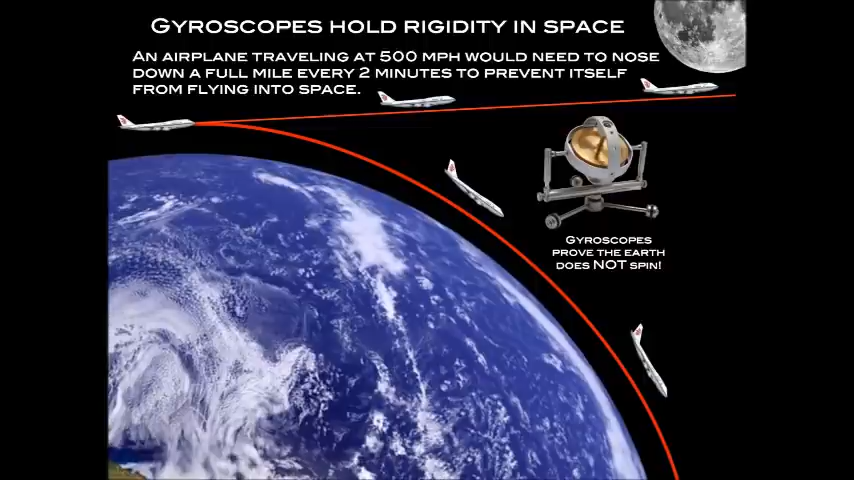 Gyroscopes hold rigidity in space
An airplane traveling at 500 mph would need to nose
down a full mile every 2 minutes to prevent itself
from flying into space.
Gyroscopes
prove the earth
does NOT spin!